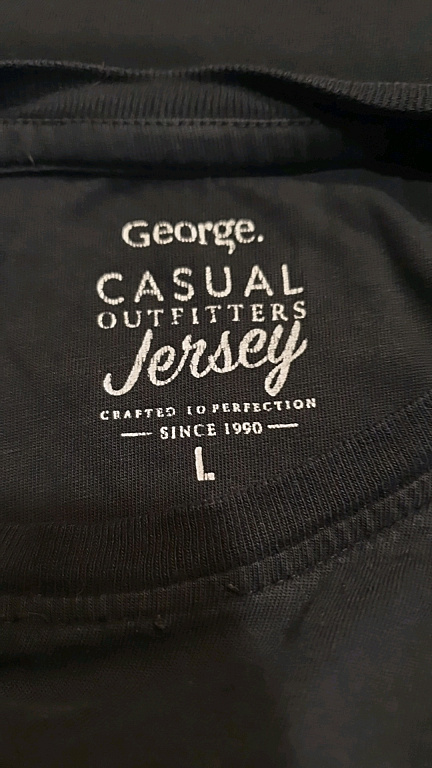 George.
CASUAL
OUTFITTERS
Jersey
CRAFTED TO PERFECTION
SINCE 1990
L